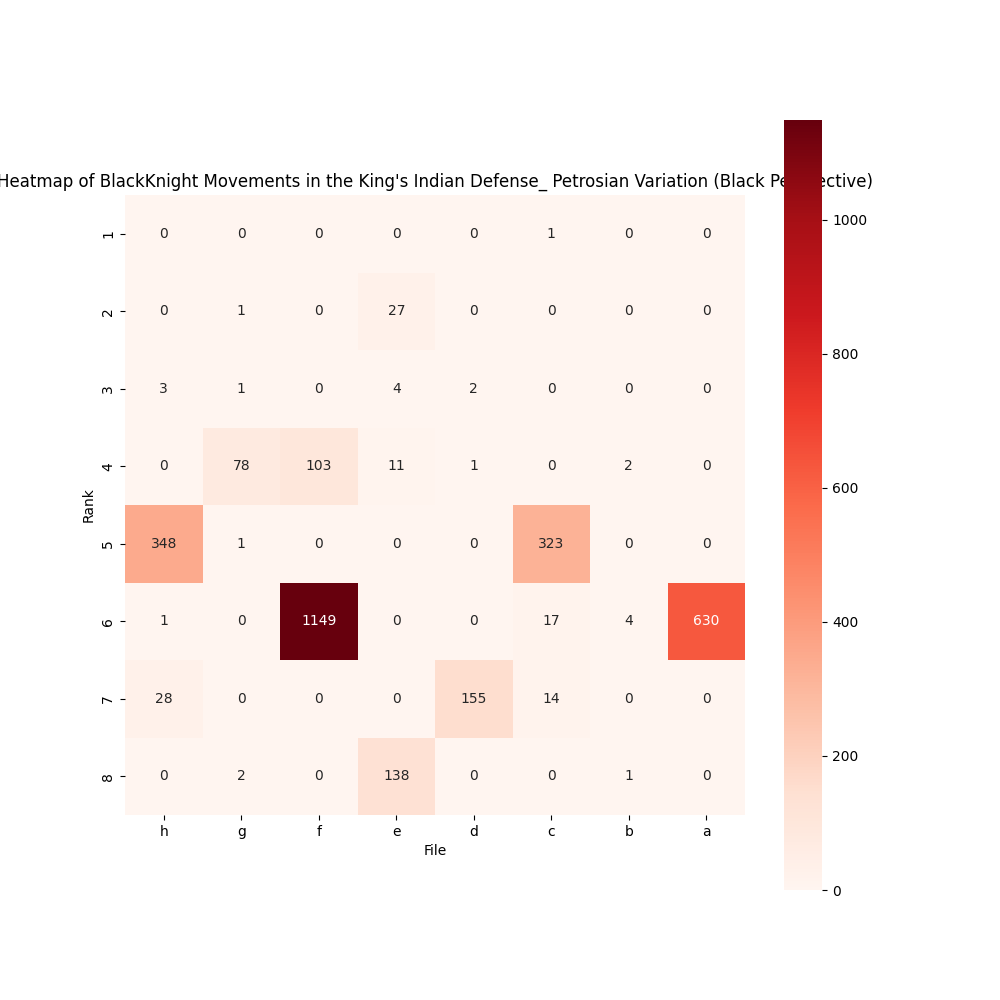 Heatmap of BlackKnight Movements in the King's Indian Defense_ Petrosian Variation (Black Pe ective)
1 0 0 0 0 0 1 0 0
2 0 1 0 27 0 0 0 0
3 3 1 0 4 2 0 0 0
4 0 78 103 11 1 0 2 0
5 348 1 0 0 0 323 0 0
6 1 0 1149 0 0 17 4 630
7 28 0 0 0 155 14 0 0
8 0 2 0 138 0 0 1 0
h g f e d c b a
File
Rank
1000
800
600
400
200
0